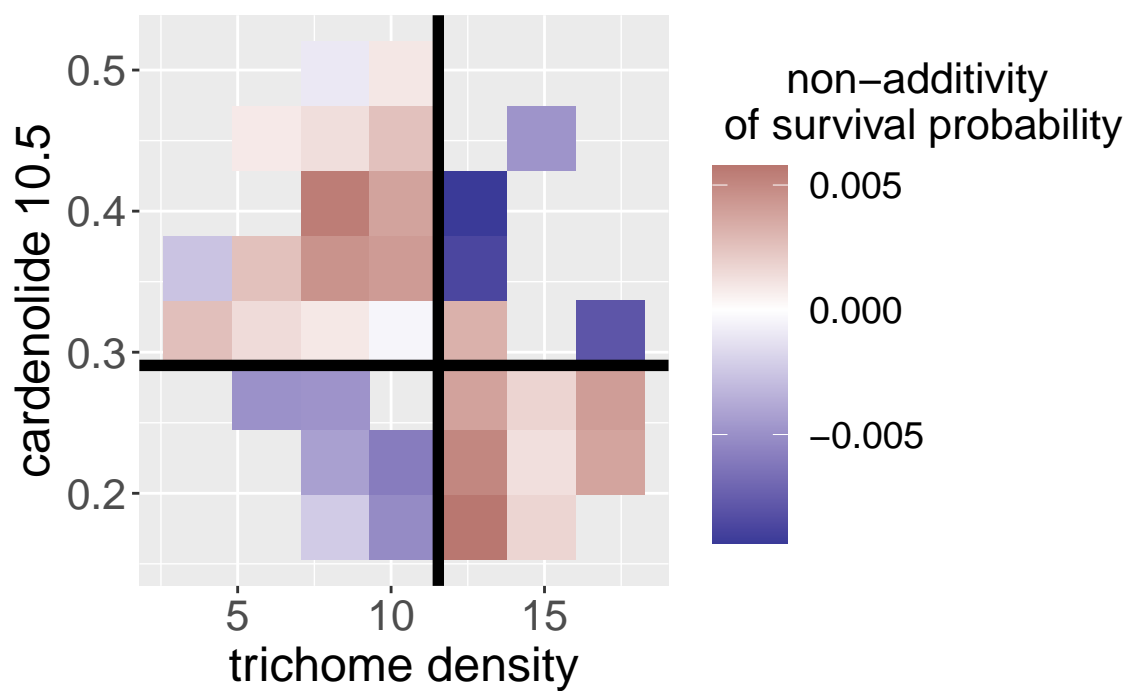 non−additivity
of survival probability
0.005
0.000
−0.005
cardenolide 10.5
0.5
0.4
0.3
0.2
5
10
15
trichome density